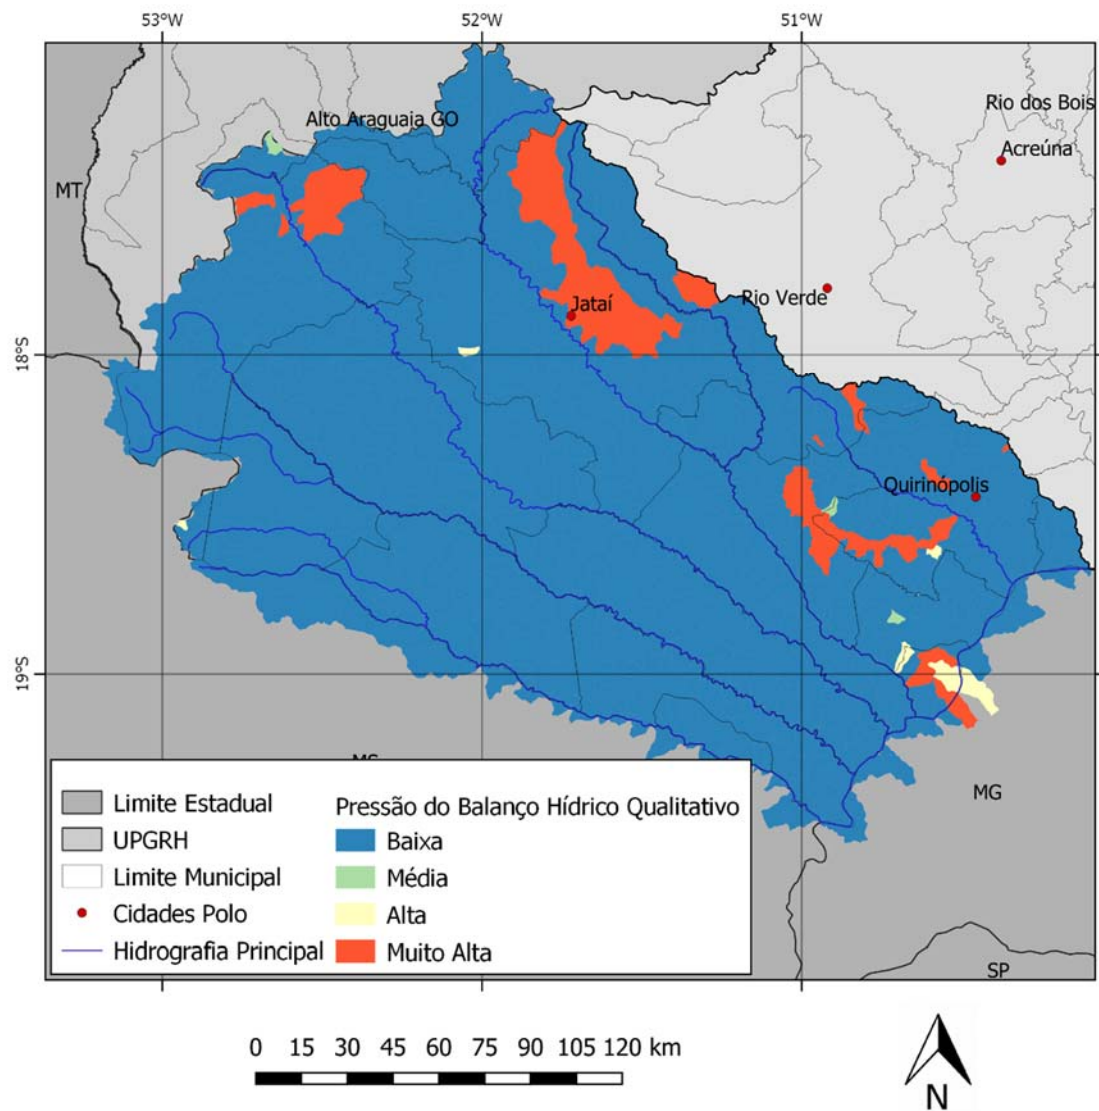 53°W 52°W 51°W
Alto Araguaia GO
Rio dos Bois
Acreúna
MT
Rio Verde
Jataí
18°S
Quirinópolis
19°S
MG
SP
Limite Estadual
UPGRH
Limite Municipal
Cidades Polo
Hidrografia Principal
Pressão do Balanço Hídrico Qualitativo
Baixa
Média
Alta
Muito Alta
0 15 30 45 60 75 90 105 120 km
N